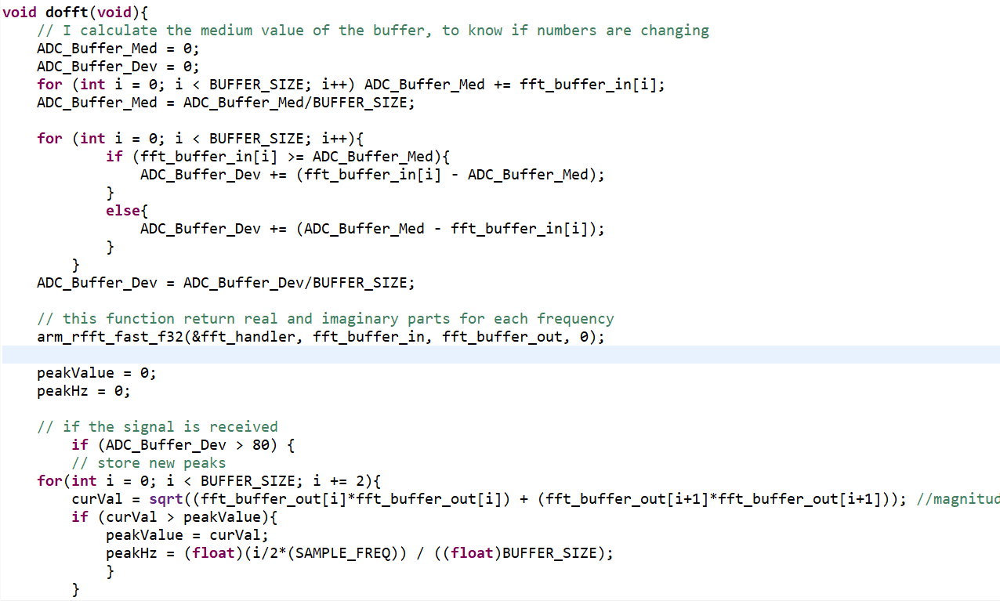 void dofft(void){
// I calculate the medium value of the buffer, to know if numbers are changing
ADC_Buffer_Med = 0;
ADC_Buffer_Dev = 0;
for (int i = 0; i < BUFFER_SIZE; i++) ADC_Buffer_Med += fft_buffer_in[i];
ADC_Buffer_Med = ADC_Buffer_Med/BUFFER_SIZE;
for (int i = 0; i < BUFFER_SIZE; i++){
if (fft_buffer_in[i] >= ADC_Buffer_Med){
ADC_Buffer_Dev += (fft_buffer_in[i] - ADC_Buffer_Med);
}
else{
ADC_Buffer_Dev += (ADC_Buffer_Med - fft_buffer_in[i]);
}
}
ADC_Buffer_Dev = ADC_Buffer_Dev/BUFFER_SIZE;
// this function return real and imaginary parts for each frequency
arm_rfft_fast_f32(&fft_handler, fft_buffer_in, fft_buffer_out, 0);
peakValue = 0;
peakHz = 0;
// if the signal is received
if (ADC_Buffer_Dev > 80) {
// store new peaks
for(int i = 0; i < BUFFER_SIZE; i += 2){
curVal = sqrt((fft_buffer_out[i]*fft_buffer_out[i]) + (fft_buffer_out[i+1]*fft_buffer_out[i+1])); //magnitud
if (curVal > peakValue){
peakValue = curVal;
peakHz = (float)(i/2*(SAMPLE_FREQ)) / ((float)BUFFER_SIZE);
}
}